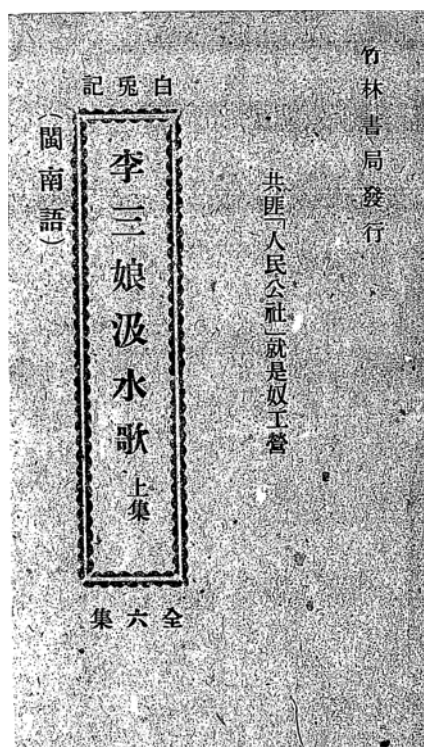 竹林書局發行
共匪「人民公社」就是奴工營
白兎記
李三娘汲水歌 上集
全六集
(閩南語)